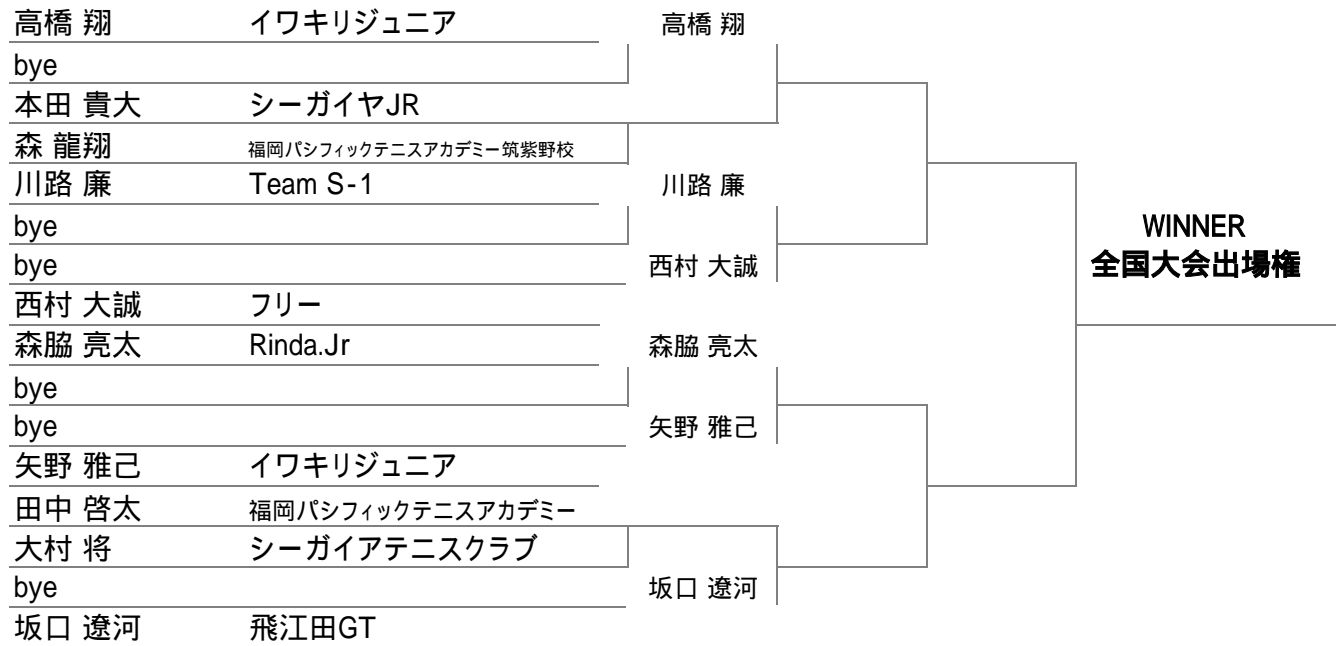 高橋 翔 イワキリジュニア 高橋 翔
bye
本田 貴大 シーガイヤJR
森 龍翔 福岡パシフィックテニスアカデミー筑紫野校
川路 廉 Team S-1 川路 廉
bye WINNER
bye 西村 大誠 全国大会出場権
西村 大誠 フリー
森脇 亮太 Rinda.Jr 森脇 亮太
bye
bye 矢野 雅己
矢野 雅己 イワキリジュニア
田中 啓太 福岡パシフィックテニスアカデミー
大村 将 シーガイアテニスクラブ
bye 坂口 遼河
坂口 遼河 飛江田GT